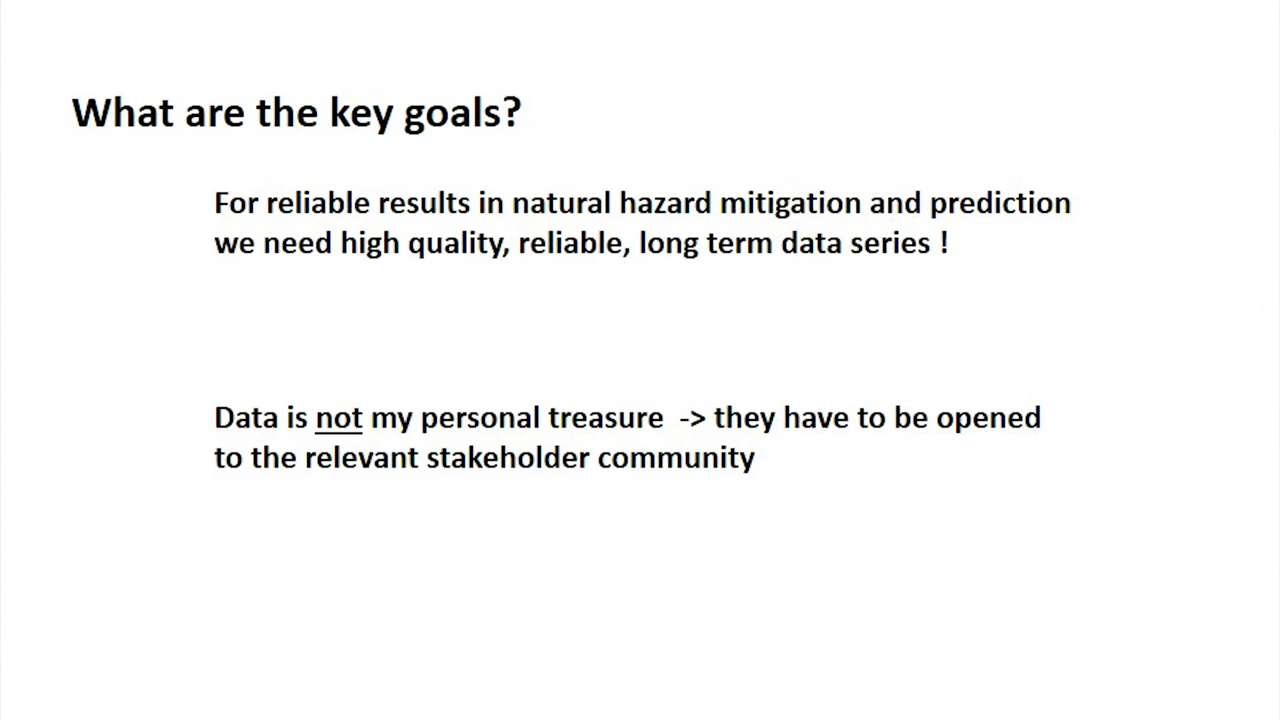 What are the key goals?
For reliable results in natural hazard mitigation and prediction
we need high quality, reliable, long term data series !
Data is not my personal treasure  -> they have to be opened
to the relevant stakeholder community